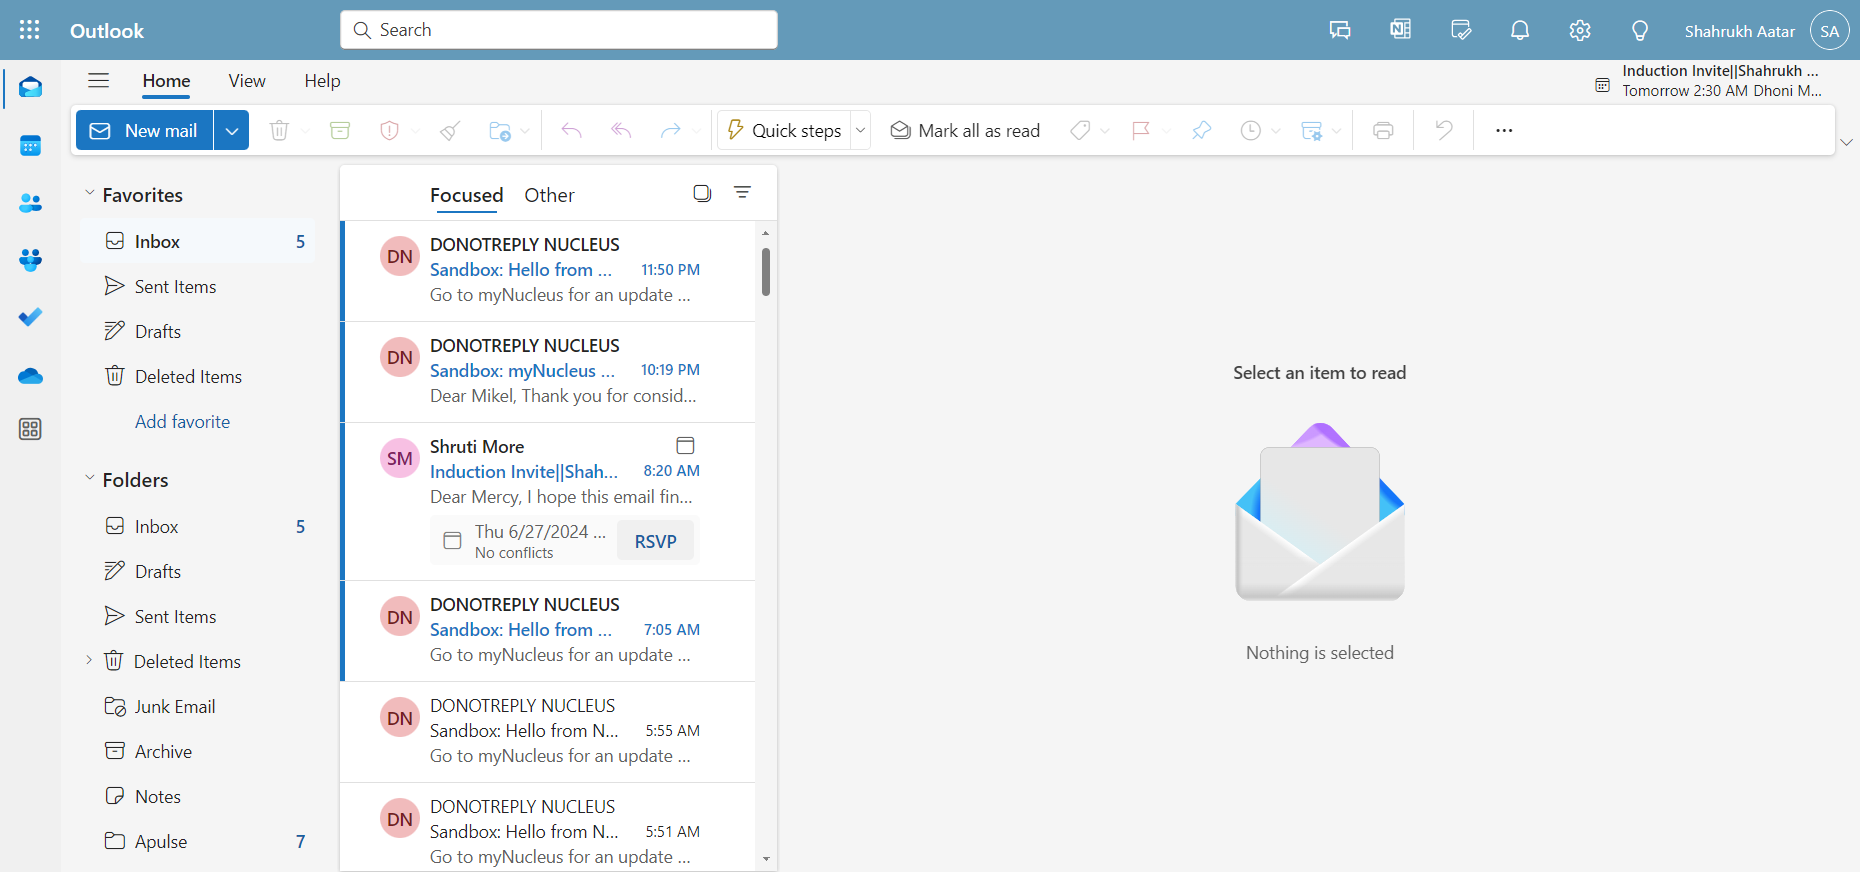 Outlook
Search
Shahrukh Aatar
SA
Home
View
Help
Induction Invite||Shahrukh ...
Tomorrow 2:30 AM Dhoni M...
New mail
Quick steps
Mark all as read
Favorites
Inbox 5
Sent Items
Drafts
Deleted Items
Add favorite
Folders
Inbox 5
Drafts
Sent Items
Deleted Items
Junk Email
Archive
Notes
Apulse 7
Focused
Other
DN
DONOTREPLY NUCLEUS
Sandbox: Hello from ... 11:50 PM
Go to myNucleus for an update ...
DN
DONOTREPLY NUCLEUS
Sandbox: myNucleus ... 10:19 PM
Dear Mikel, Thank you for consid...
SM
Shruti More
Induction Invite||Shah... 8:20 AM
Dear Mercy, I hope this email fin...
Thu 6/27/2024 ...
No conflicts
RSVP
DN
DONOTREPLY NUCLEUS
Sandbox: Hello from ... 7:05 AM
Go to myNucleus for an update ...
DN
DONOTREPLY NUCLEUS
Sandbox: Hello from N... 5:55 AM
Go to myNucleus for an update ...
DN
DONOTREPLY NUCLEUS
Sandbox: Hello from N... 5:51 AM
Go to myNucleus for an update ...
Select an item to read
Nothing is selected